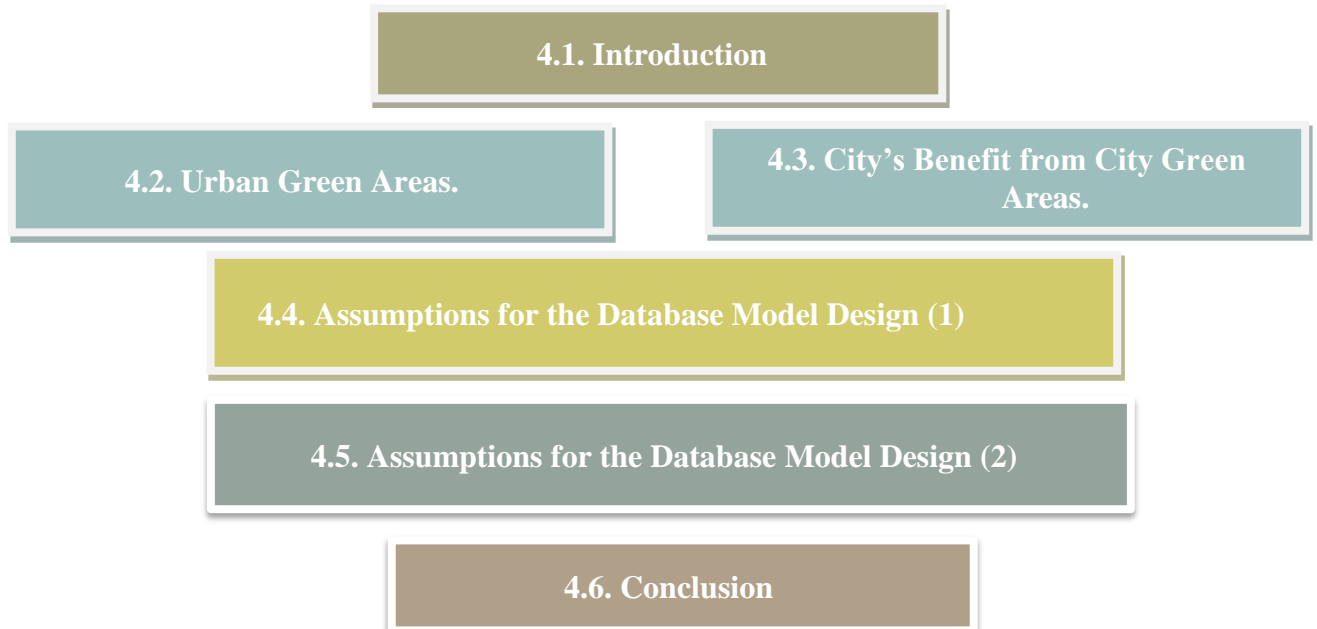 4.1. Introduction
4.2. Urban Green Areas.
4.3. City’s Benefit from City Green
Areas.
4.4. Assumptions for the Database Model Design (1)
4.5. Assumptions for the Database Model Design (2)
4.6. Conclusion